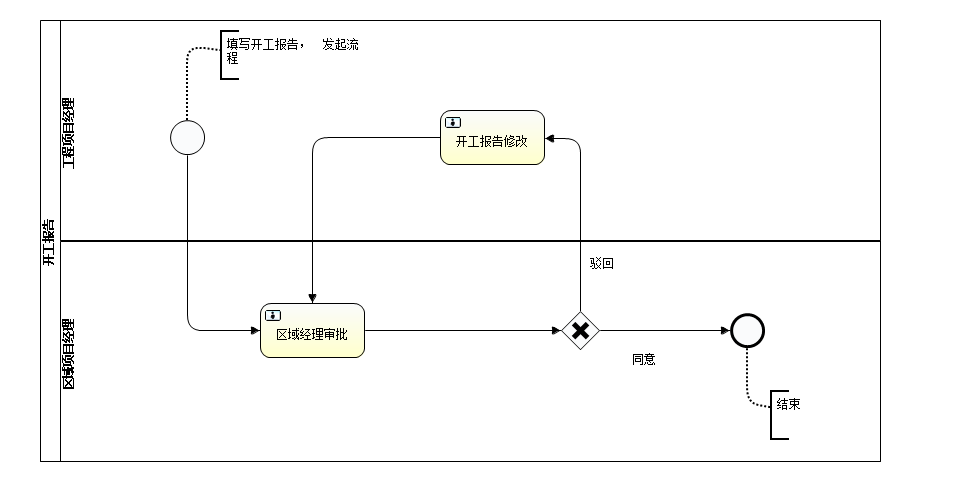 开工报告
工程项目经理
填写开工报告， 发起流
程
开工报告修改
区域项目经理
驳回
区域经理审批
同意
结束